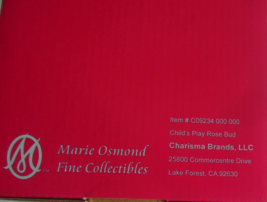 Marie Osmond
Fine Collectibles
Item # C09234 000 000
Child's Play Rose Bud
Charisma Brands, LLC
25800 Commercentre Drive
Lake Forest, CA 92630